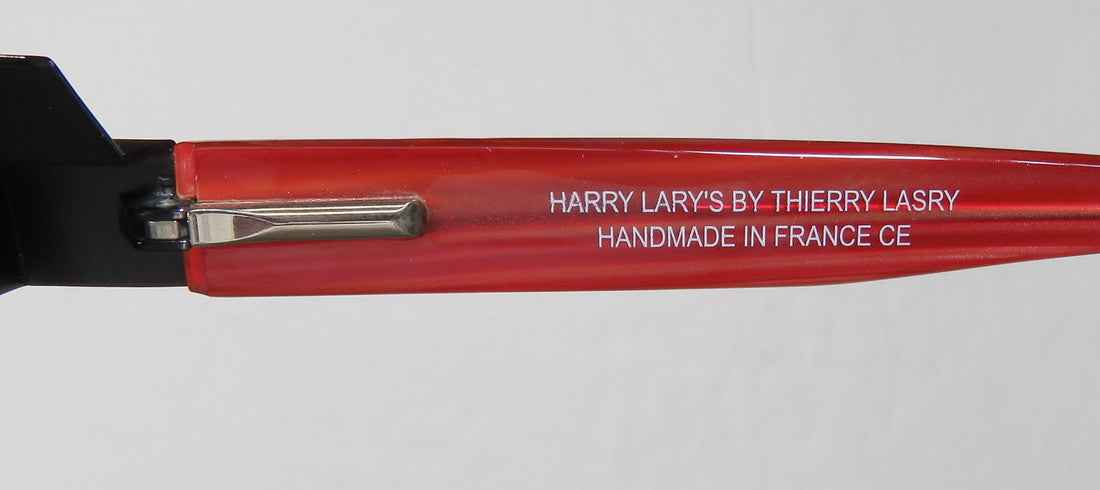 HARRY LARY'S BY THIERRY LASRY
HANDMADE IN FRANCE CE